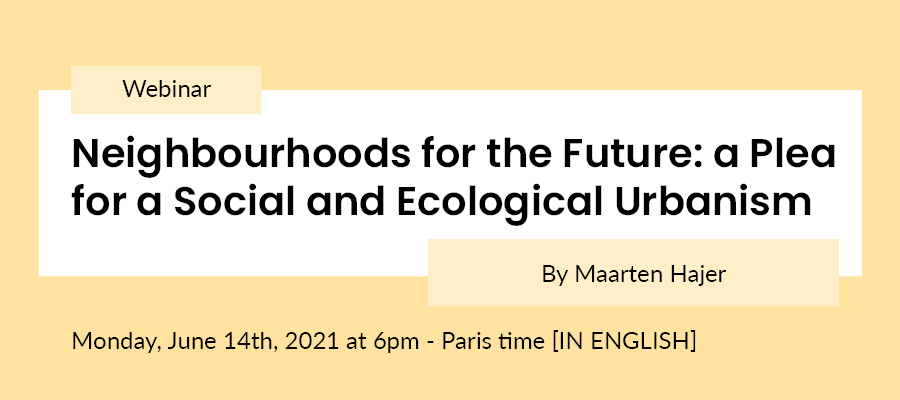 Webinar
Neighbourhoods for the Future: a Plea
for a Social and Ecological Urbanism
By Maarten Hajer
Monday, June 14th, 2021 at 6pm - Paris time [IN ENGLISH]